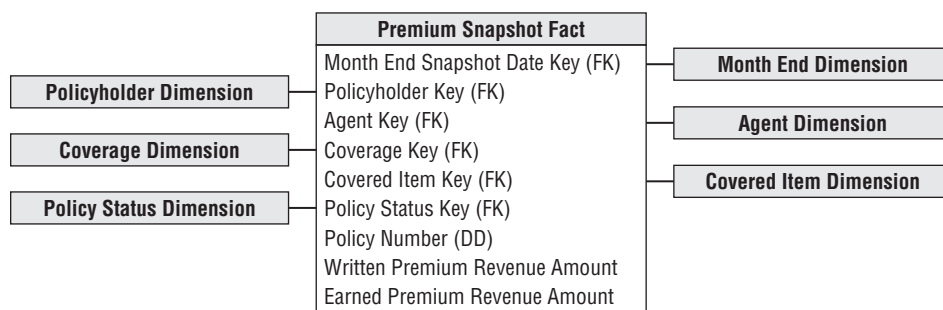 Premium Snapshot Fact
Month End Snapshot Date Key (FK)
Policyholder Key (FK)
Agent Key (FK)
Coverage Key (FK)
Covered Item Key (FK)
Policy Status Key (FK)
Policy Number (DD)
Written Premium Revenue Amount
Earned Premium Revenue Amount
Policyholder Dimension
Coverage Dimension
Policy Status Dimension
Month End Dimension
Agent Dimension
Covered Item Dimension